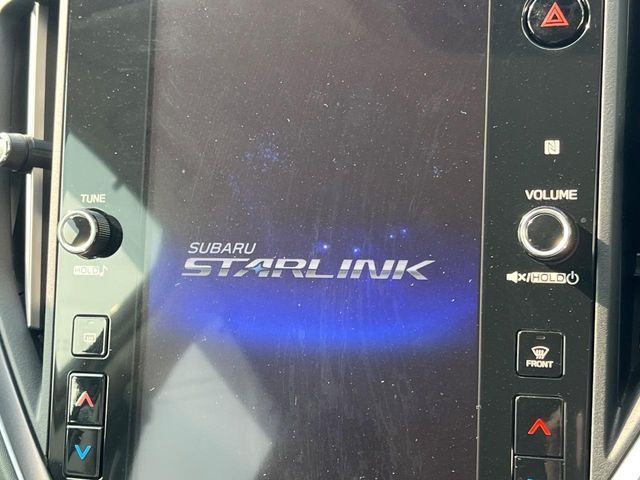 TUNE
VOLUME
SUBARU
STARLINK
HOLD
HOLD
FRONT